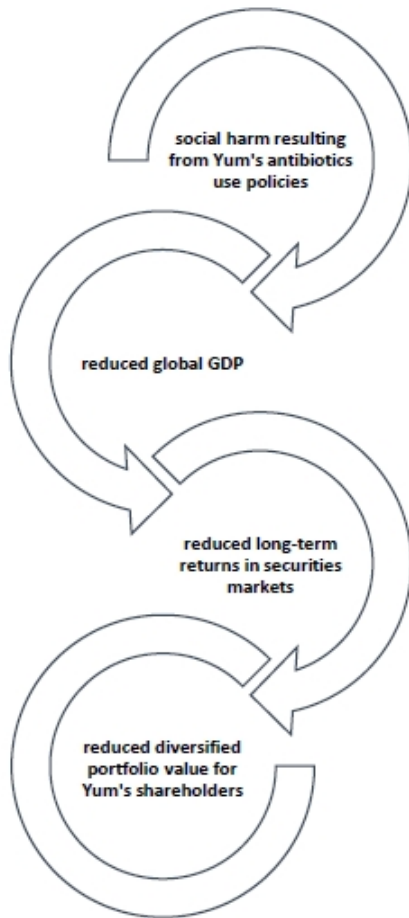 social harm resulting
from Yum's antibiotics
use policies
reduced global GDP
reduced long-term
returns in securities
markets
reduced diversified
portfolio value for
Yum's shareholders